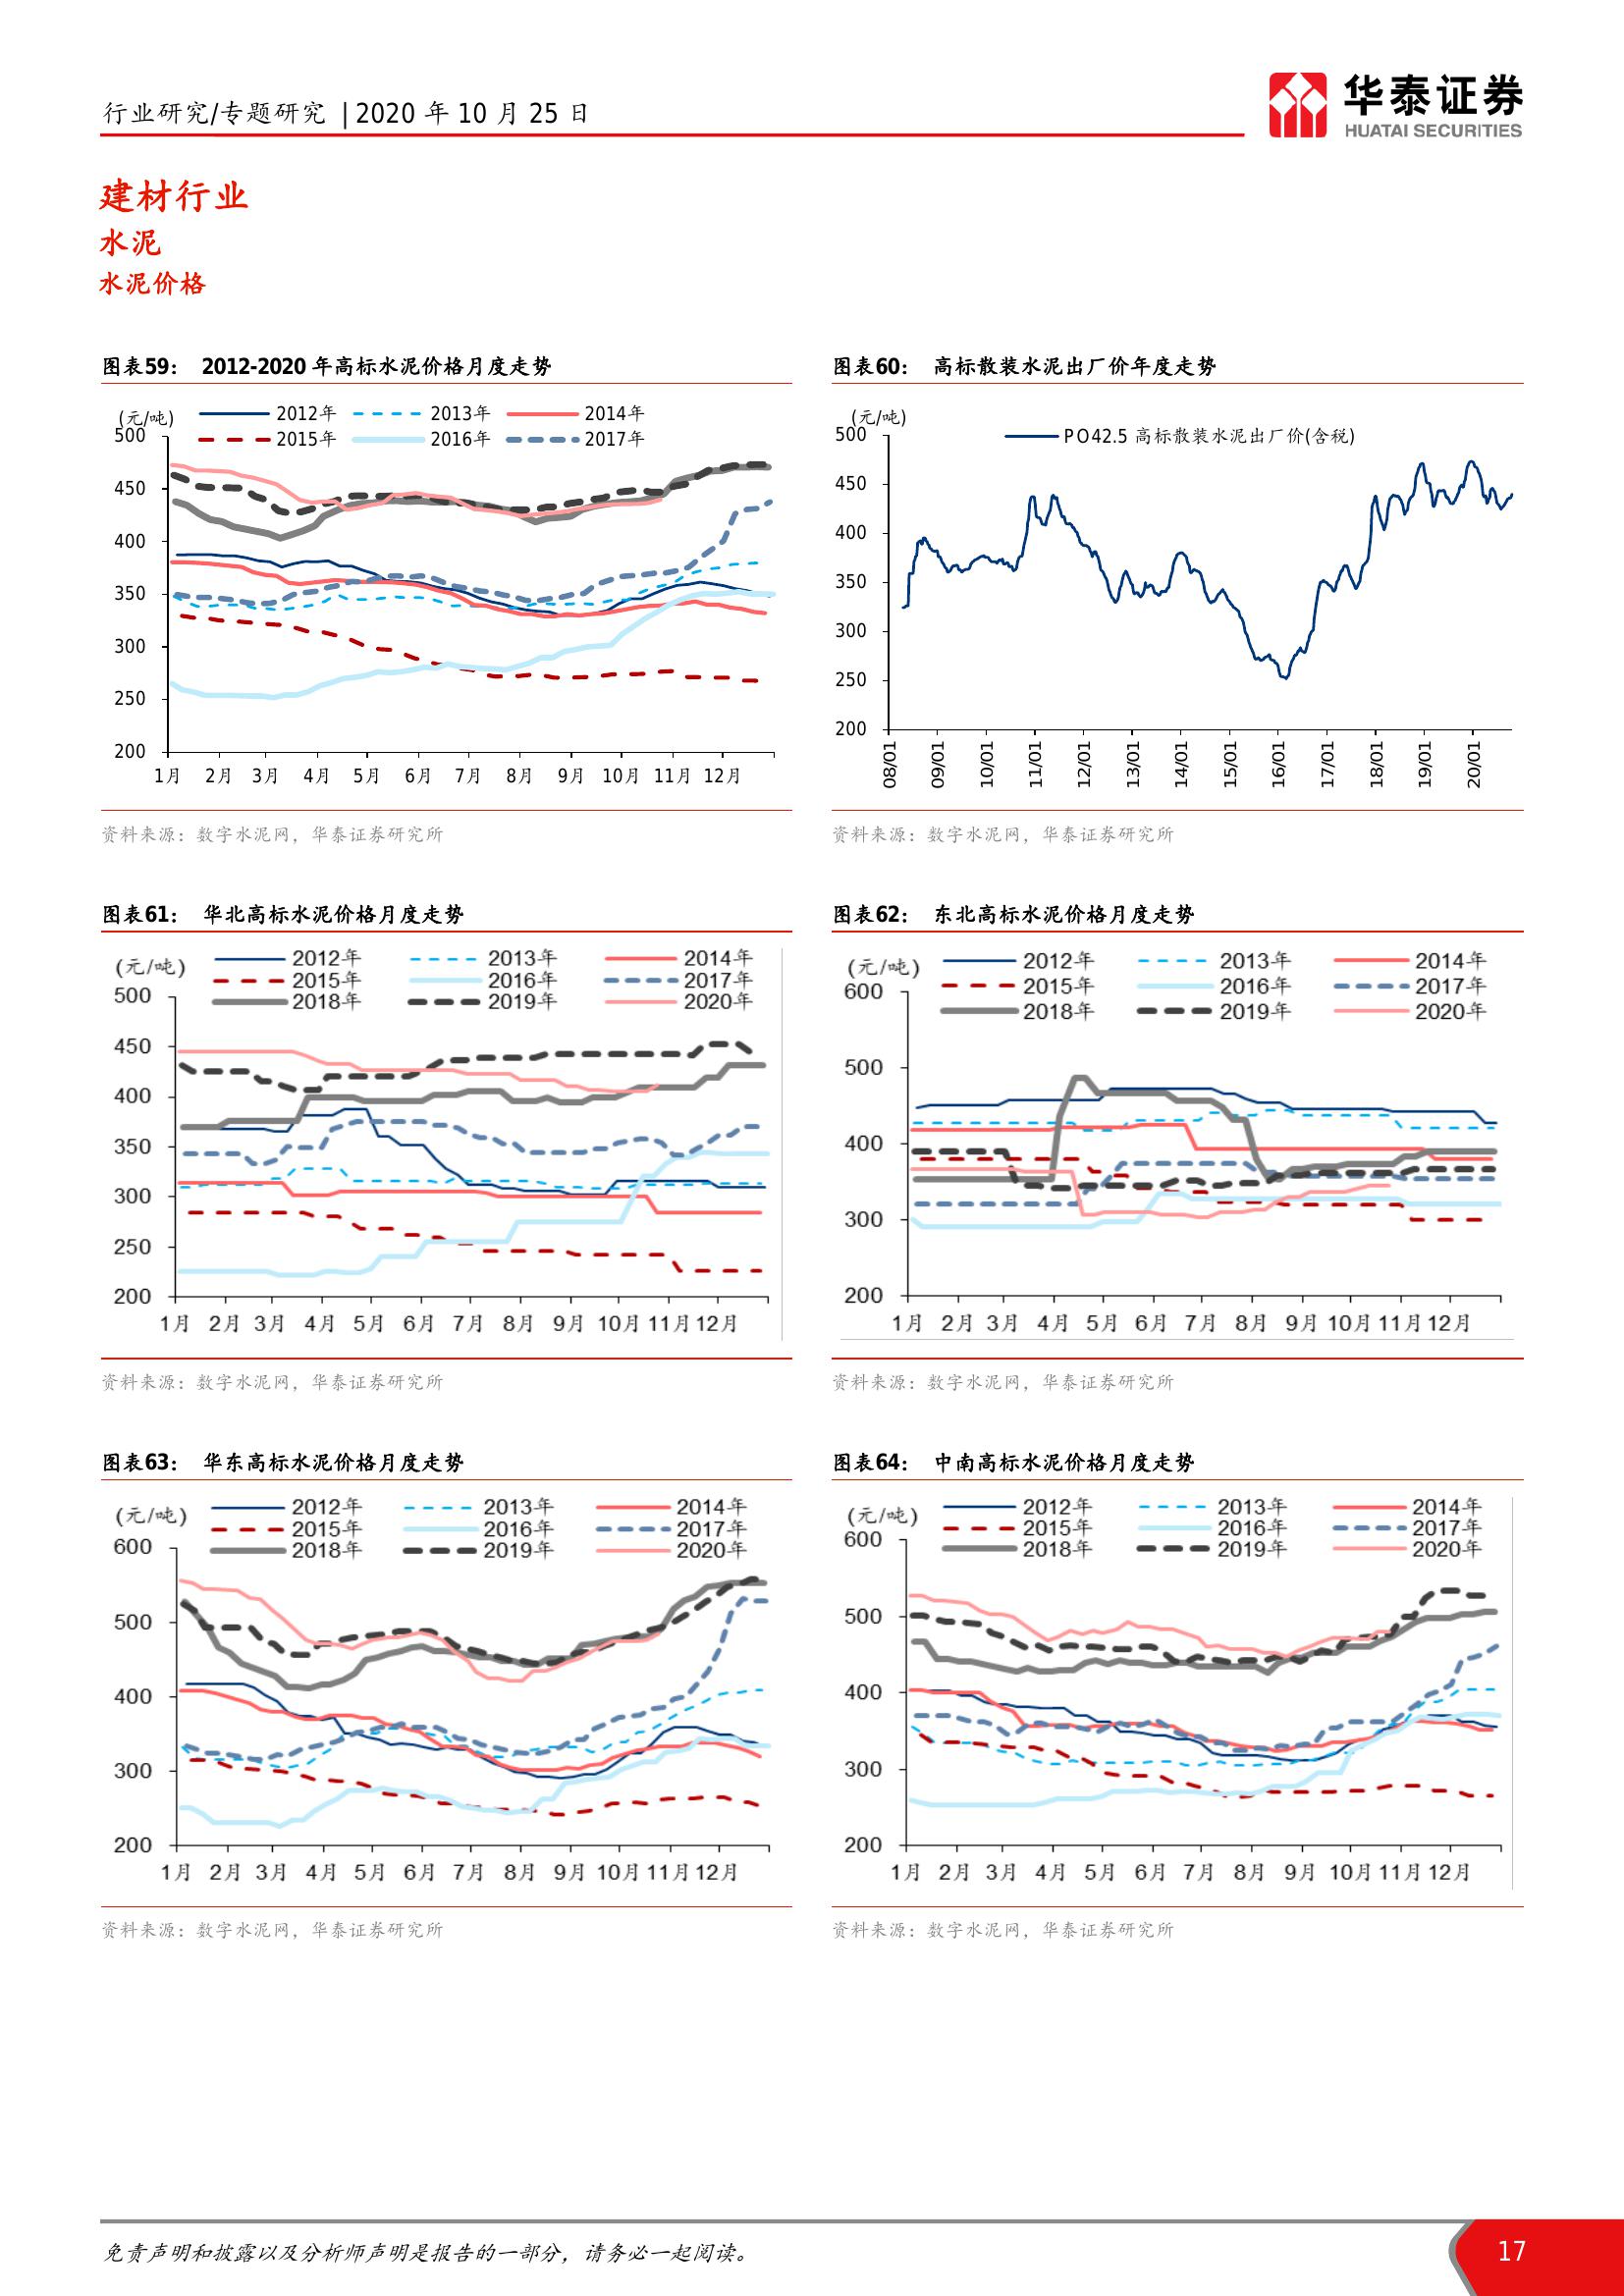 行业研究/专题研究 | 2020 年 10 月 25 日
华泰证券
HUATAI SECURITIES
建材行业
水泥
水泥价格
图表59： 2012-2020 年高标水泥价格月度走势
(元/吨)
2012年 2013年 2014年
2015年 2016年 2017年
500
450
400
350
300
250
200
1月 2月 3月 4月 5月 6月 7月 8月 9月 10月 11月 12月
资料来源：数字水泥网，华泰证券研究所
图表60： 高标散装水泥出厂价年度走势
(元/吨)
PO42.5 高标散装水泥出厂价(含税)
500
450
400
350
300
250
200
08/01 09/01 10/01 11/01 12/01 13/01 14/01 15/01 16/01 17/01 18/01 19/01 20/01
资料来源：数字水泥网，华泰证券研究所
图表61： 华北高标水泥价格月度走势
(元/吨)
2012年 2013年 2014年
2015年 2016年 2017年
2018年 2019年 2020年
500
450
400
350
300
250
200
1月 2月 3月 4月 5月 6月 7月 8月 9月 10月 11月 12月
资料来源：数字水泥网，华泰证券研究所
图表62： 东北高标水泥价格月度走势
(元/吨)
2012年 2013年 2014年
2015年 2016年 2017年
2018年 2019年 2020年
600
500
400
300
200
1月 2月 3月 4月 5月 6月 7月 8月 9月 10月 11月 12月
资料来源：数字水泥网，华泰证券研究所
图表63： 华东高标水泥价格月度走势
(元/吨)
2012年 2013年 2014年
2015年 2016年 2017年
2018年 2019年 2020年
600
500
400
300
200
1月 2月 3月 4月 5月 6月 7月 8月 9月 10月 11月 12月
资料来源：数字水泥网，华泰证券研究所
图表64： 中南高标水泥价格月度走势
(元/吨)
2012年 2013年 2014年
2015年 2016年 2017年
2018年 2019年 2020年
600
500
400
300
200
1月 2月 3月 4月 5月 6月 7月 8月 9月 10月 11月 12月
资料来源：数字水泥网，华泰证券研究所
免责声明和披露以及分析师声明是报告的一部分，请务必一起阅读。
17